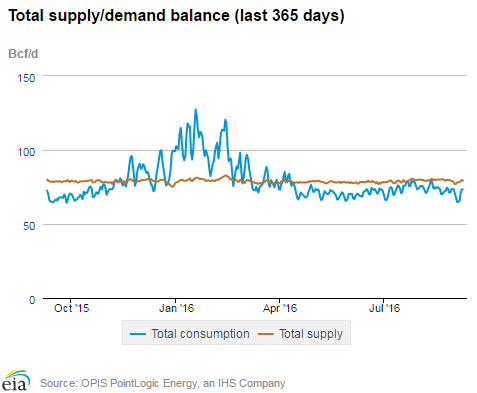 Total supply/demand balance (last 365 days)
Bcf/d
150
100
50
0
Oct '15 Jan '16 Apr '16 Jul '16
Total consumption Total supply
eia Source: OPIS PointLogic Energy, an IHS Company